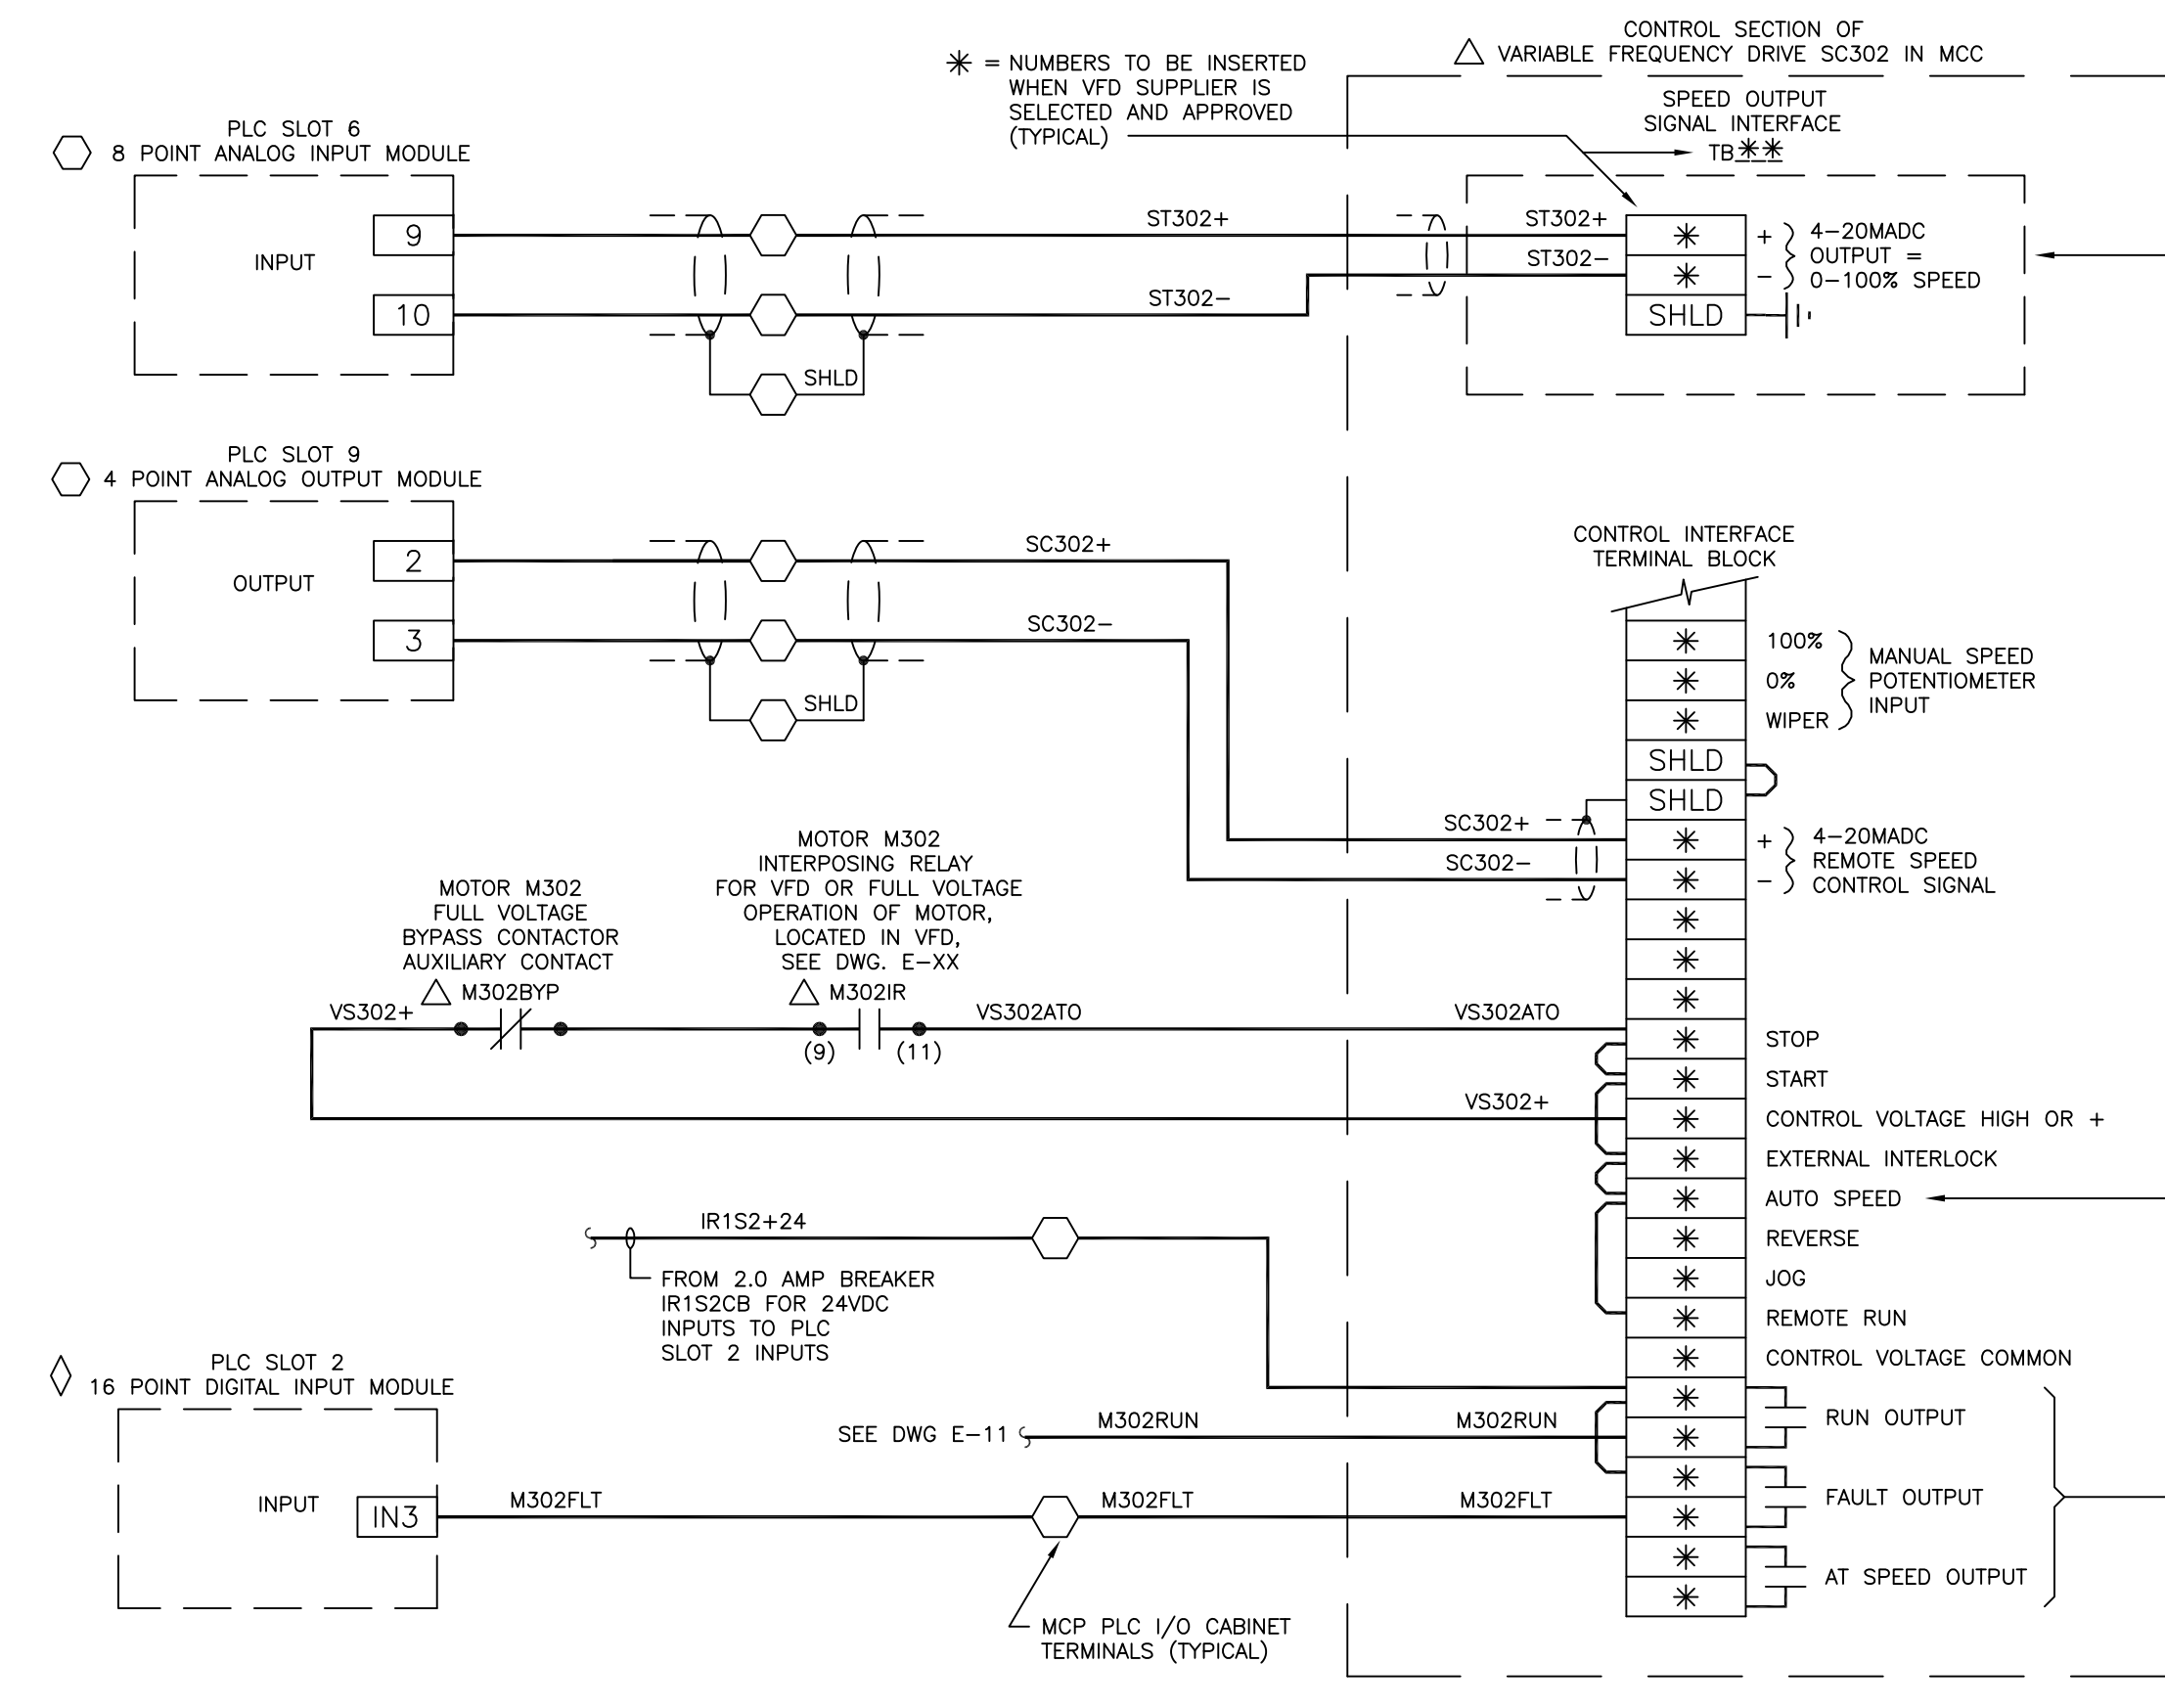 CONTROL SECTION OF
VARIABLE FREQUENCY DRIVE SC302 IN MCC
✳ = NUMBERS TO BE INSERTED
WHEN VFD SUPPLIER IS
SELECTED AND APPROVED
(TYPICAL)
SPEED OUTPUT
SIGNAL INTERFACE
TB✳✳
PLC SLOT 6
8 POINT ANALOG INPUT MODULE
INPUT
9
10
ST302+
ST302-
SHLD
ST302+
ST302-
✳
✳
SHLD
+
-
4-20MADC
OUTPUT =
0-100% SPEED
PLC SLOT 9
4 POINT ANALOG OUTPUT MODULE
OUTPUT
2
3
SC302+
SC302-
SHLD
CONTROL INTERFACE
TERMINAL BLOCK
✳ 100%
✳ 0%
✳ WIPER
MANUAL SPEED
POTENTIOMETER
INPUT
SHLD
SHLD
SC302+ ✳ +
SC302- ✳ -
4-20MADC
REMOTE SPEED
CONTROL SIGNAL
✳
✳
✳
MOTOR M302
FULL VOLTAGE
BYPASS CONTACTOR
AUXILIARY CONTACT
M302BYP
MOTOR M302
INTERPOSING RELAY
FOR VFD OR FULL VOLTAGE
OPERATION OF MOTOR,
LOCATED IN VFD,
SEE DWG. E-XX
M302IR
VS302+
(9)
(11)
VS302ATO
VS302ATO
✳ STOP
✳ START
VS302+ ✳ CONTROL VOLTAGE HIGH OR +
✳ EXTERNAL INTERLOCK
✳ AUTO SPEED
✳ REVERSE
✳ JOG
✳ REMOTE RUN
✳ CONTROL VOLTAGE COMMON
IR1S2+24
FROM 2.0 AMP BREAKER
IR1S2CB FOR 24VDC
INPUTS TO PLC
SLOT 2 INPUTS
✳
RUN OUTPUT
SEE DWG E-11
M302RUN
M302RUN
✳
✳
FAULT OUTPUT
PLC SLOT 2
16 POINT DIGITAL INPUT MODULE
INPUT
IN3
M302FLT
M302FLT
M302FLT
✳
✳
AT SPEED OUTPUT
✳
MCP PLC I/O CABINET
TERMINALS (TYPICAL)